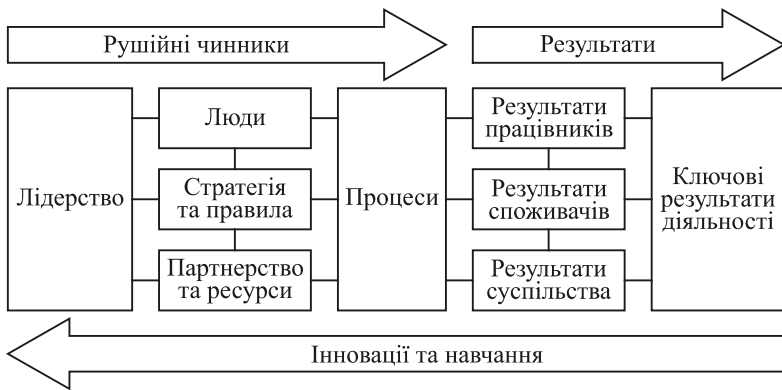 Рушійні чинники
Результати
Лідерство
Люди
Стратегія
та правила
Партнерство
та ресурси
Процеси
Результати
працівників
Результати
споживачів
Результати
суспільства
Ключові
результати
діяльності
Інновації та навчання